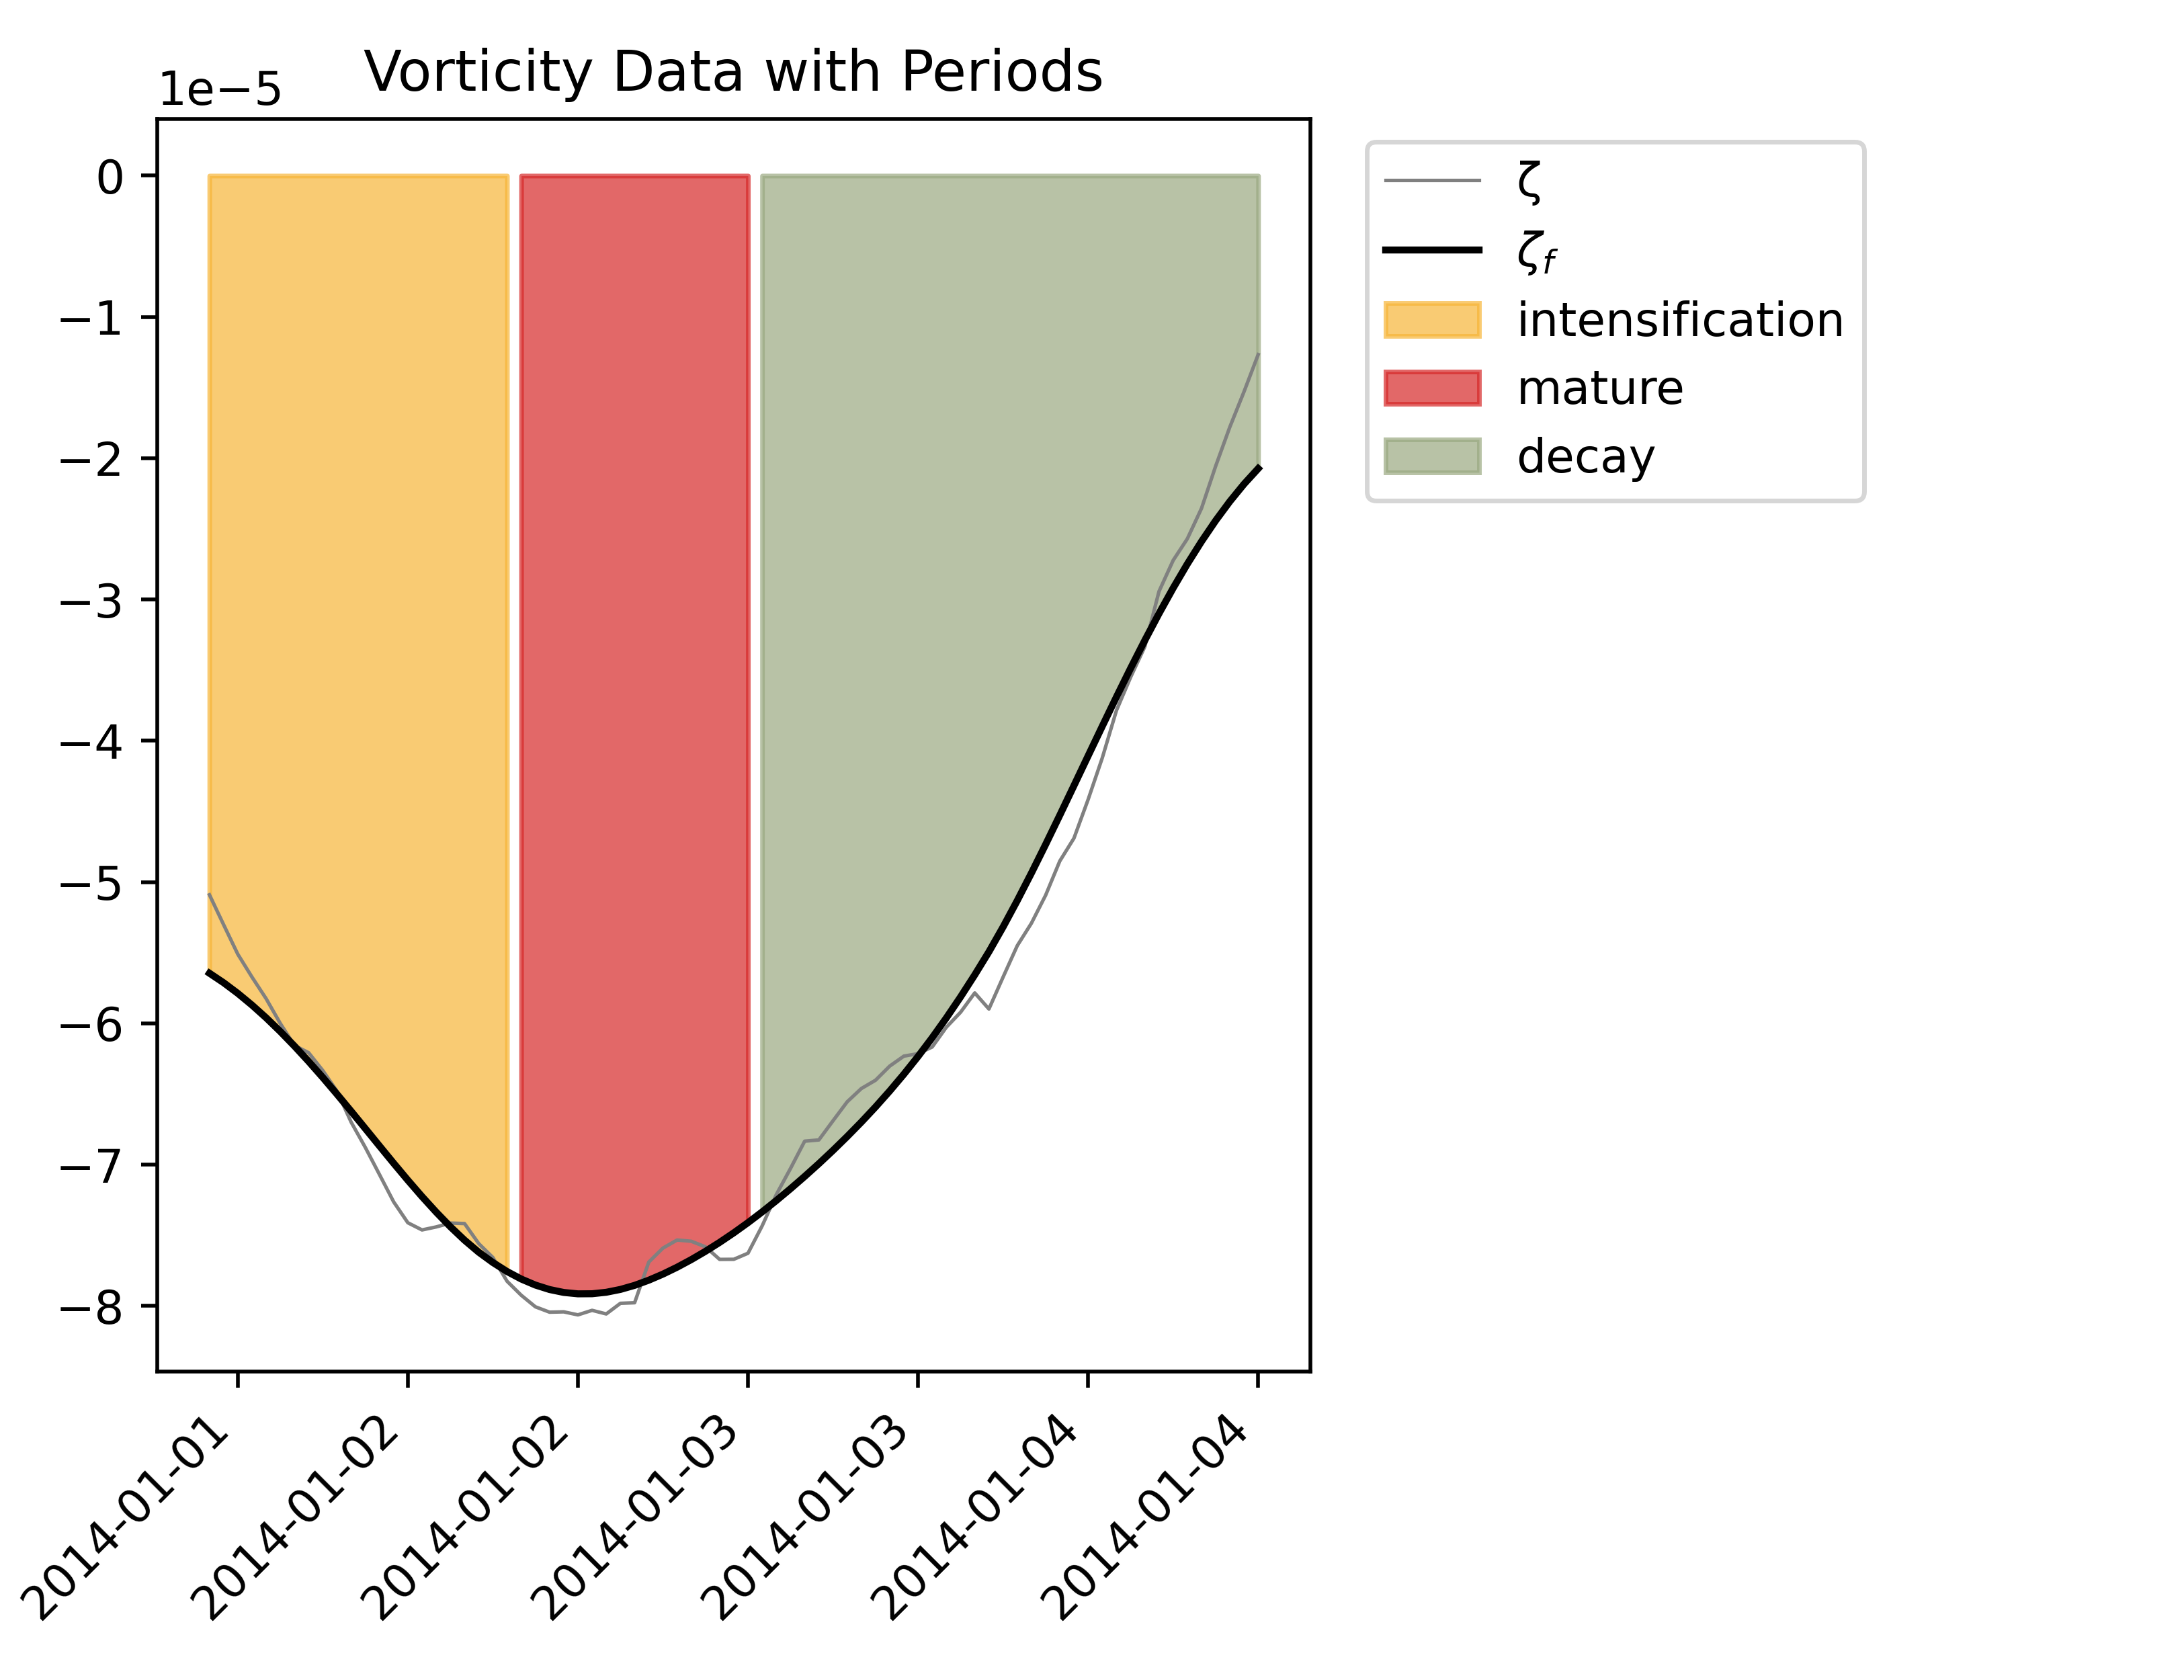 Vorticity Data with Periods
1e−5
0
−1
−2
−3
−4
−5
−6
−7
−8
2014-01-01
2014-01-02
2014-01-02
2014-01-03
2014-01-03
2014-01-04
2014-01-04
ζ
ζf
intensification
mature
decay